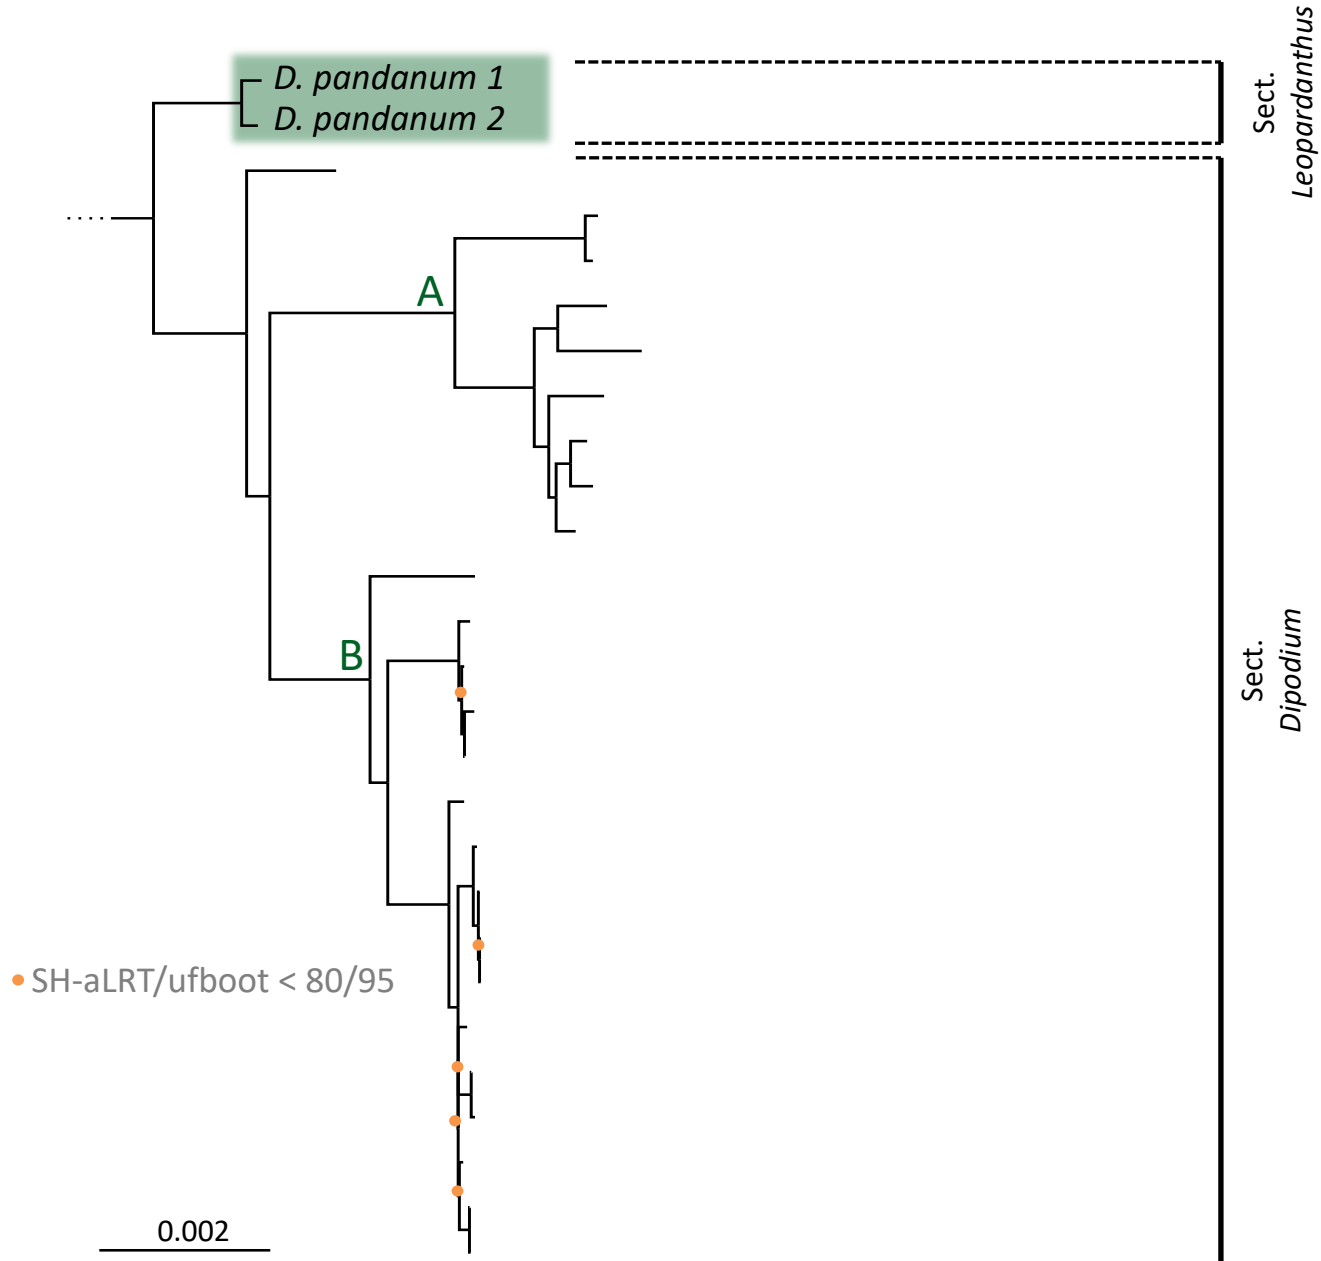 D. pandanum 1
D. pandanum 2
Sect.
Leopardanthus
A
B
Sect.
Dipodium
SH-aLRT/ufboot < 80/95
0.002